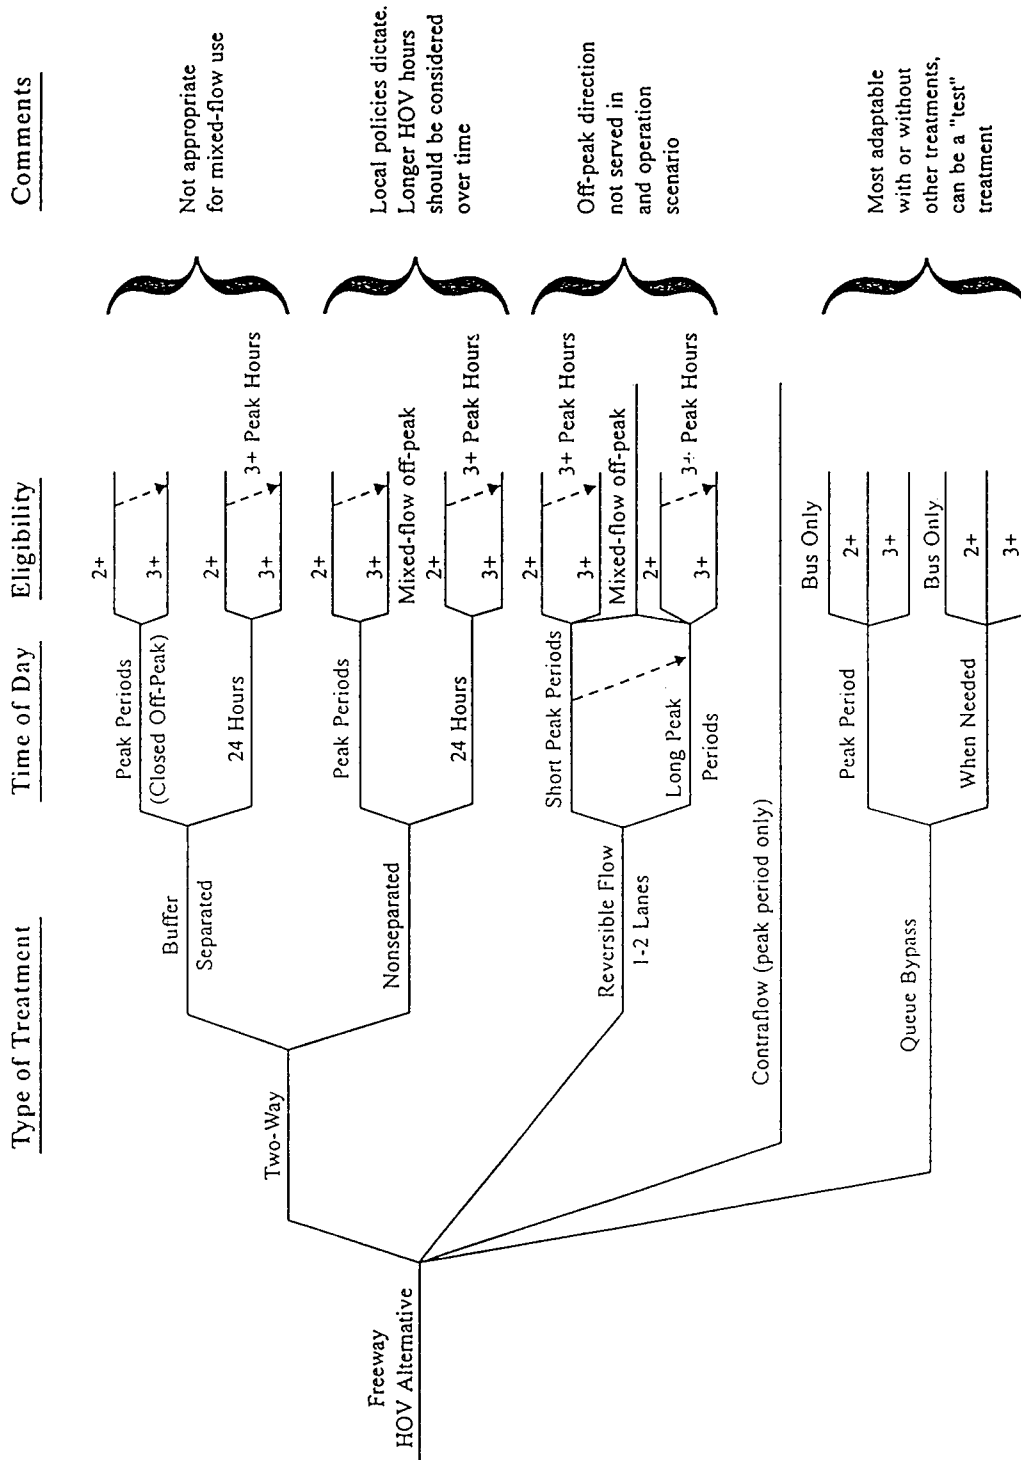 Type of Treatment
Time of Day
Eligibility
Comments
Freeway
HOV Alternative
Two-Way
Buffer
Separated
Peak Periods
(Closed Off-Peak)
2+
3+
24 Hours
2+
3+
3+ Peak Hours
Not appropriate
for mixed-flow use
Nonseparated
Peak Periods
2+
3+
Mixed-flow off-peak
24 Hours
2+
3+
3+ Peak Hours
Local policies dictate.
Longer HOV hours
should be considered
over time
Reversible Flow
1-2 Lanes
Short Peak Periods
2+
3+
3+ Peak Hours
Mixed-flow off-peak
Long Peak
Periods
2+
3+
3+ Peak Hours
Off-peak direction
not served in
and operation
scenario
Contraflow (peak period only)
Queue Bypass
Peak Period
Bus Only
2+
3+
When Needed
Bus Only
2+
3+
Most adaptable
with or without
other treatments,
can be a "test"
treatment